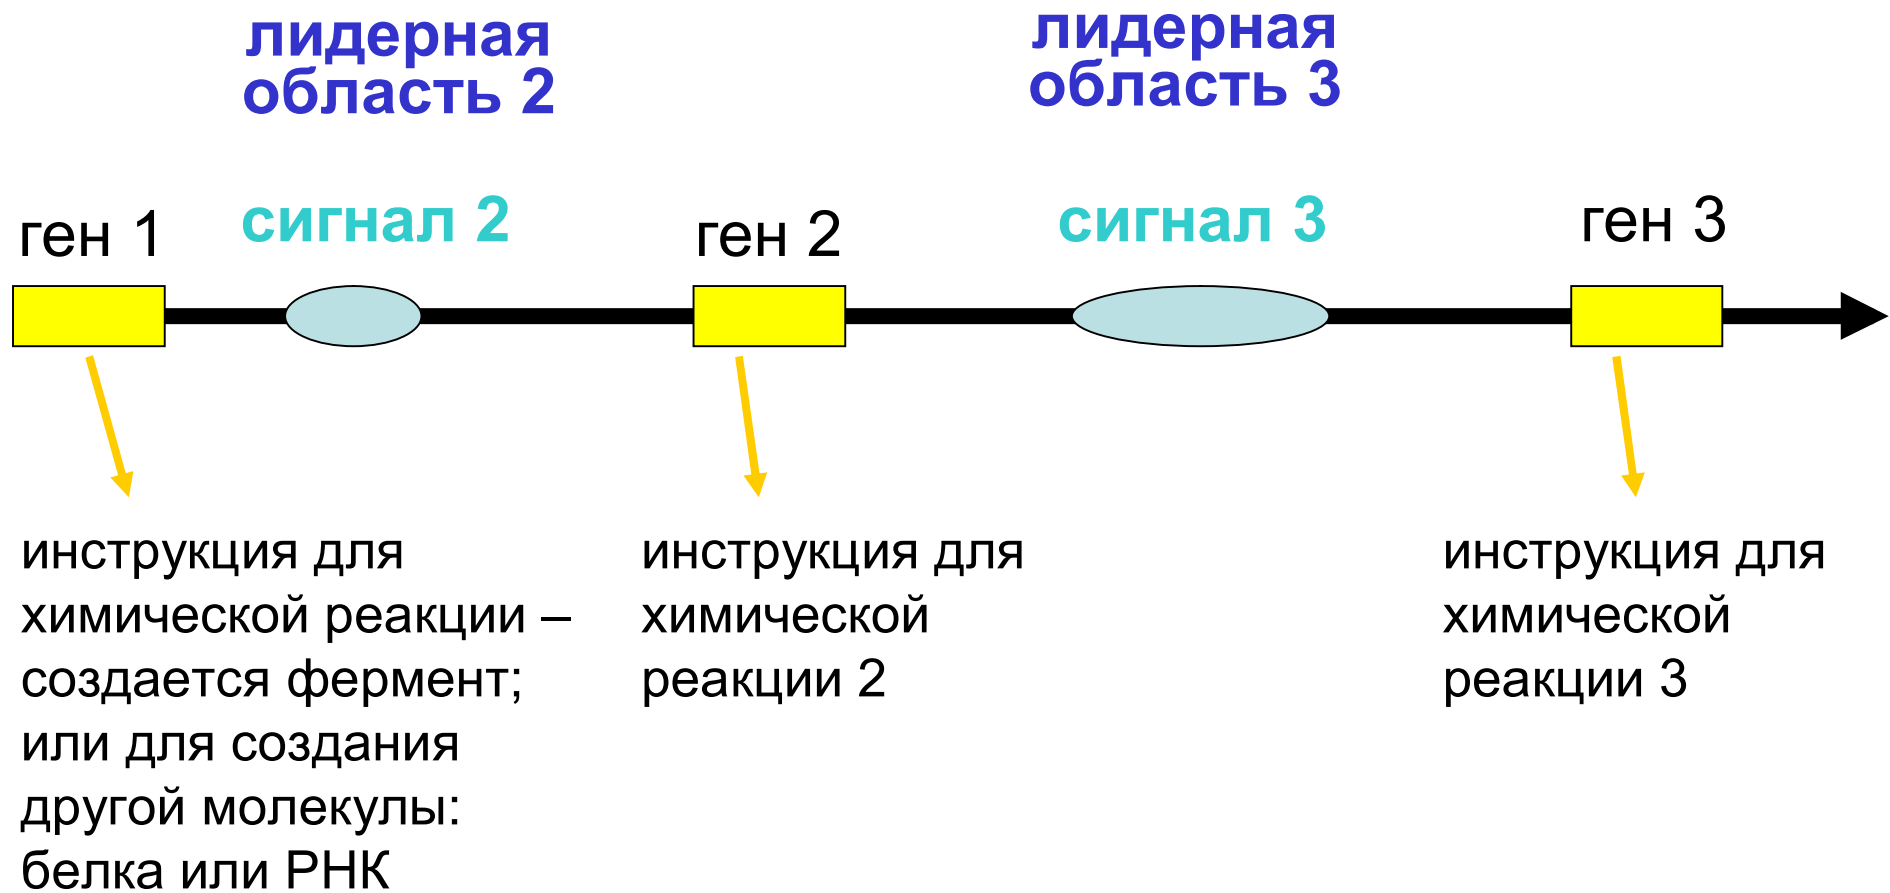 лидерная
область 2
лидерная
область 3
ген 1
сигнал 2
ген 2
сигнал 3
ген 3
инструкция для
химической реакции –
создается фермент;
или для создания
другой молекулы:
белка или РНК
инструкция для
химической
реакции 2
инструкция для
химической
реакции 3